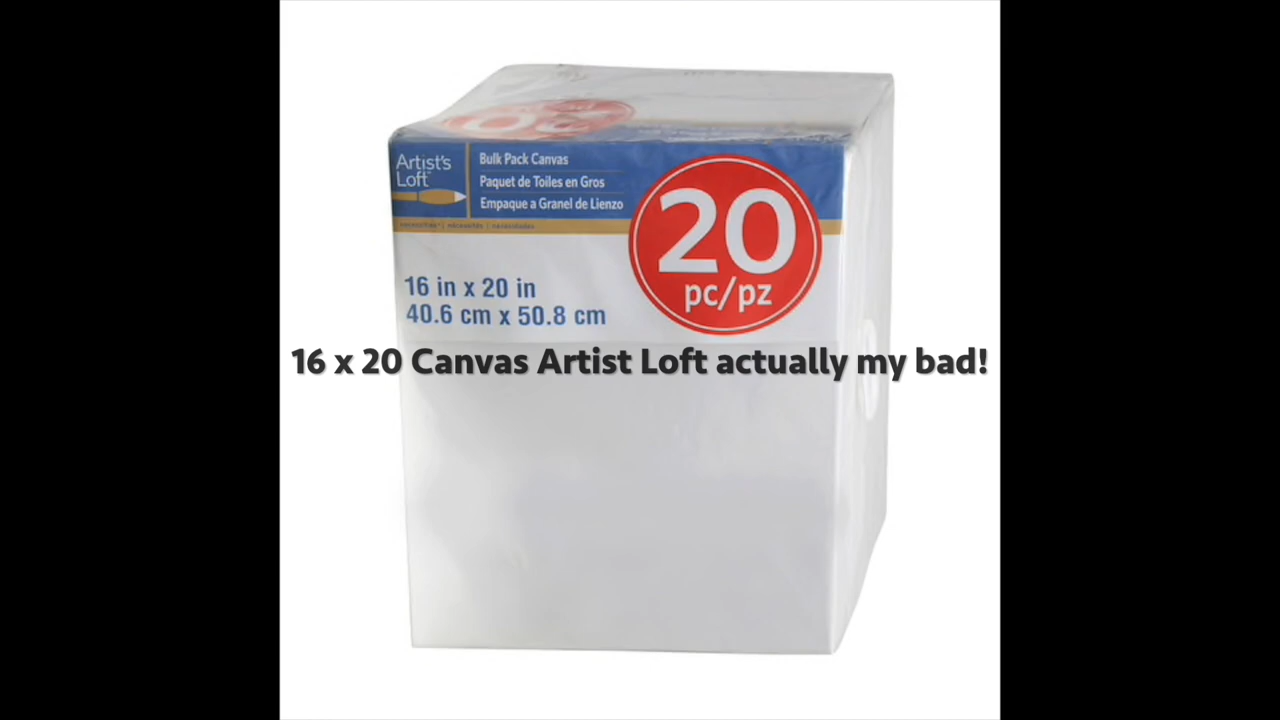 Artist's
Loft™
Bulk Pack Canvas
Paquet de Toiles en Gros
Empaque a Granel de Lienzo
20
pc/pz
16 in x 20 in
40.6 cm x 50.8 cm
16 x 20 Canvas Artist Loft actually my bad!